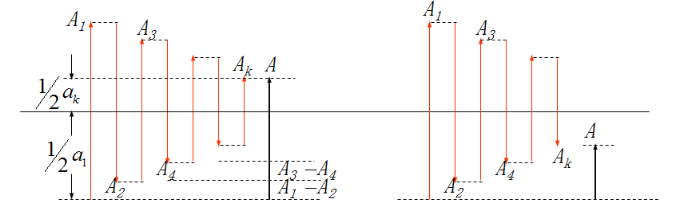 A₁
A₃
Aₖ
A
½ aₖ
½ a₁
A₂
A₄
A₃ – A₄
A₁ – A₂
A₁
A₃
A₂
A₄
Aₖ
A